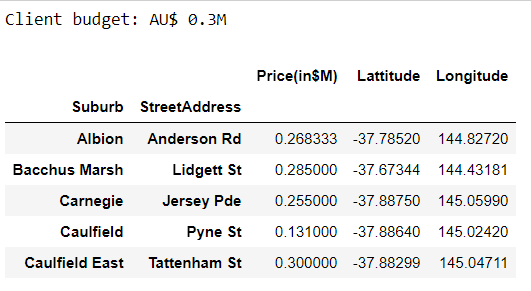 Client budget: AU$ 0.3M
Price(in$M) Lattitude Longitude
Suburb StreetAddress
Albion Anderson Rd 0.268333 -37.78520 144.82720
Bacchus Marsh Lidgett St 0.285000 -37.67344 144.43181
Carnegie Jersey Pde 0.255000 -37.88750 145.05990
Caulfield Pyne St 0.131000 -37.88640 145.02420
Caulfield East Tattenham St 0.300000 -37.88299 145.04711